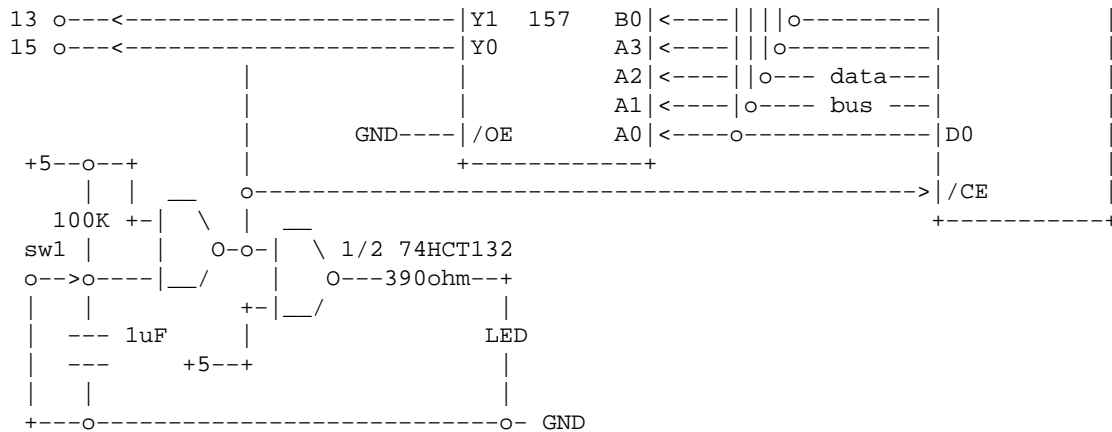 13 o---<-----------------------|Y1 157 B0|<----||||o----------|
15 o---<-----------------------|Y0 A3|<----|||o----------|
A2|<----||o--- data---|
A1|<----|o---- bus ---|
GND----|/OE A0|<----o-------------|D0
+5--o--+
/CE
100K
sw1 1/2 74HCT132
O---390ohm--+
1uF LED
+5--+
GND